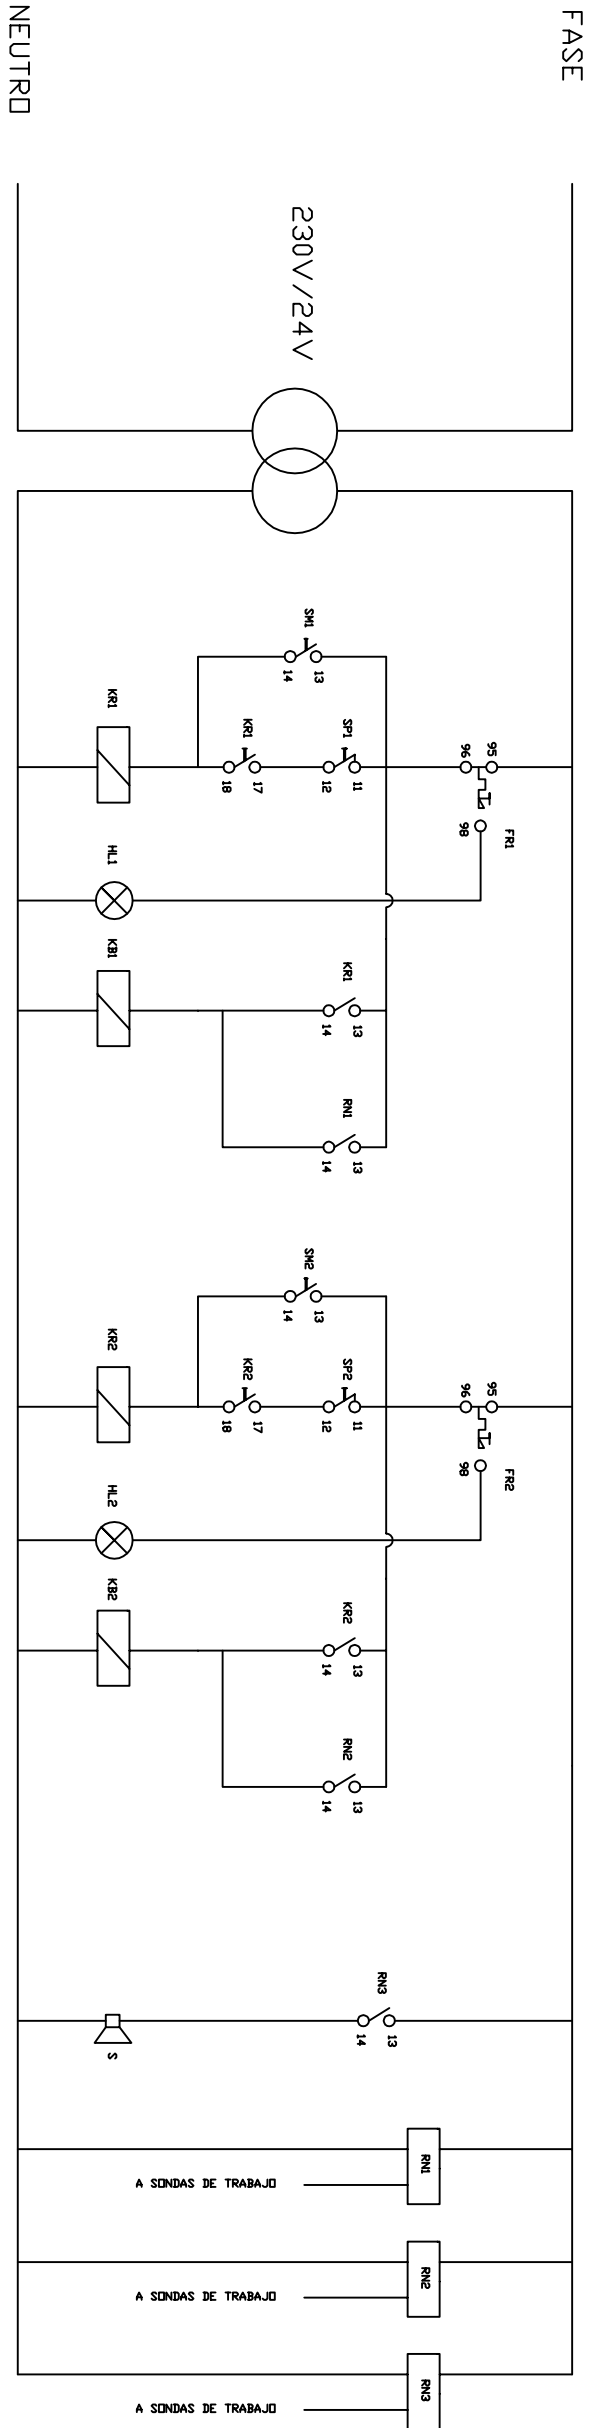 FASE
NEUTRO
230V/24V
SM1
13
14
KR1
SP1
KR1
95
96
11
12
17
18
98
FR1
HL1
KB1
KR1
13
14
RN1
13
14
SM2
13
14
KR2
SP2
KR2
95
96
11
12
17
18
98
FR2
HL2
KB2
KR2
13
14
RN2
13
14
RN3
13
14
S
RN1
A SONDAS DE TRABAJO
RN2
A SONDAS DE TRABAJO
RN3
A SONDAS DE TRABAJO